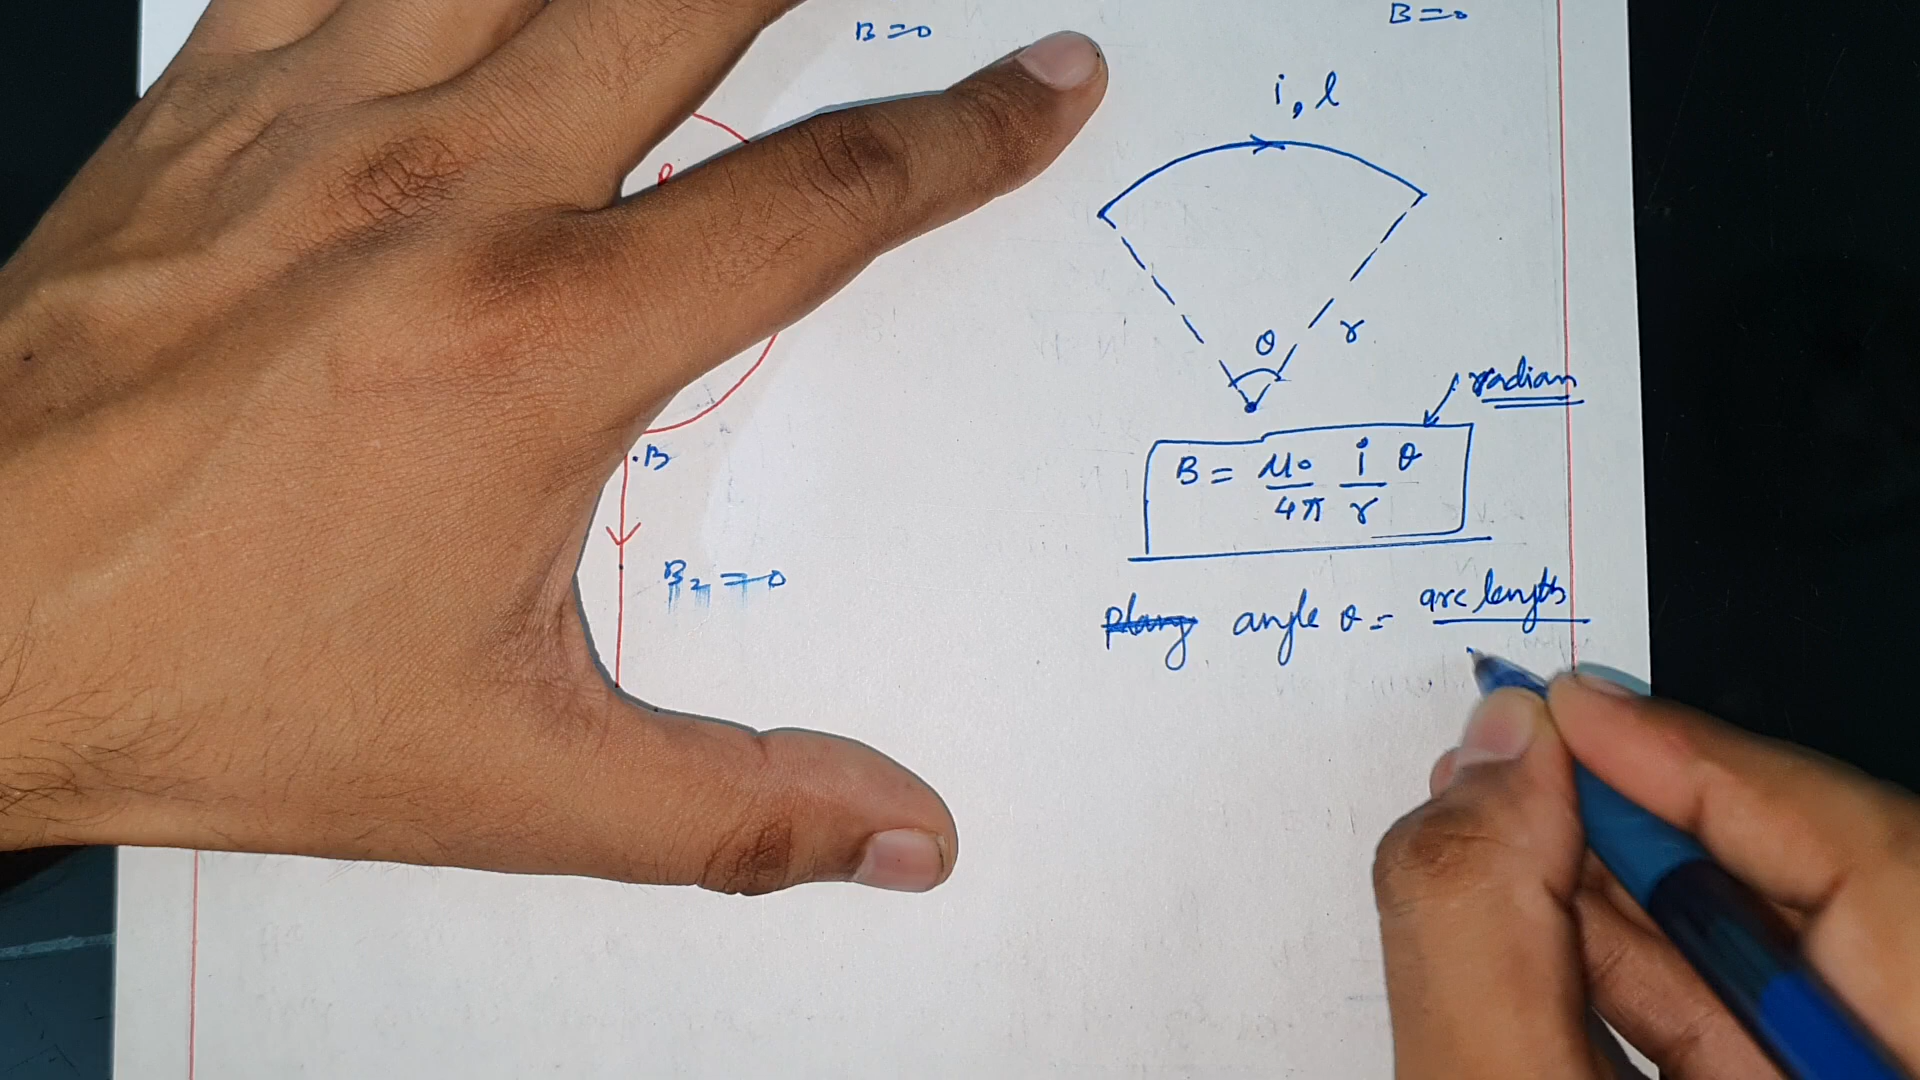 B=0
B=0
i, l
θ
r
radian
.B
B = μ₀/4π i/r θ
B₂ = 0
angle θ = arc length